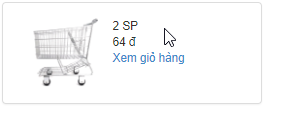 2 SP
64 đ
Xem giỏ hàng